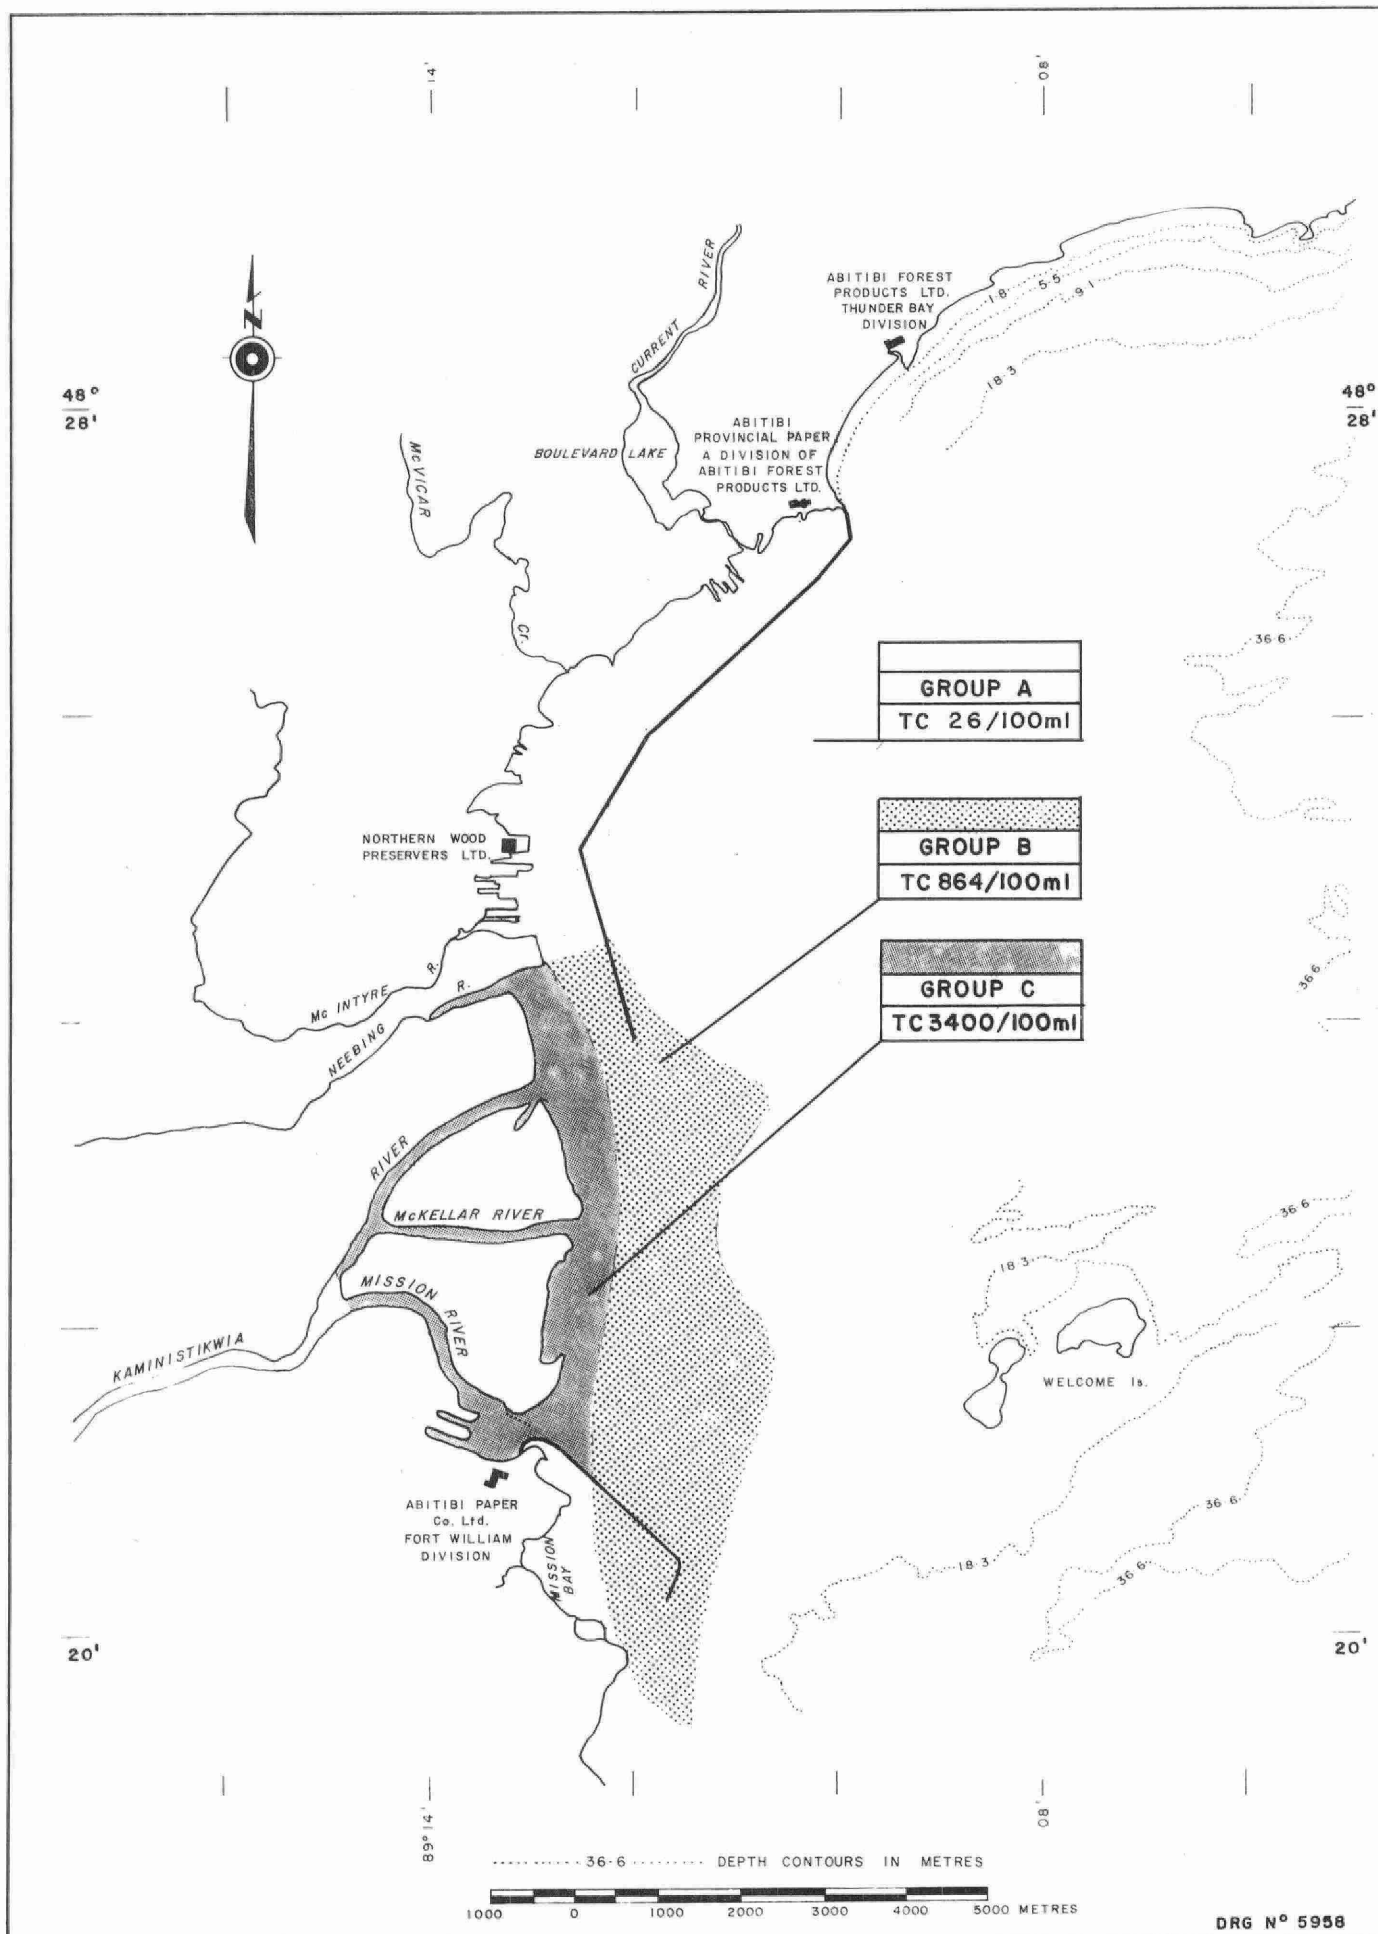 14'
08'
CURRENT RIVER
ABITIBI FOREST
PRODUCTS LTD.
THUNDER BAY
DIVISION
1·8
5·5
9·1
18·3
48°
28'
48°
28'
McVICAR
Cr.
BOULEVARD LAKE
ABITIBI
PROVINCIAL PAPER
A DIVISION OF
ABITIBI FOREST
PRODUCTS LTD.
N
36·6
GROUP A
TC 26/100ml
NORTHERN WOOD
PRESERVERS LTD.
GROUP B
TC 864/100ml
GROUP C
TC 3400/100ml
36·6
Mc INTYRE R.
NEEBING R.
RIVER
McKELLAR RIVER
MISSION RIVER
KAMINISTIKWIA
36·6
18·3
WELCOME Is.
36·6
18·3
36·6
ABITIBI PAPER
Co. Ltd.
FORT WILLIAM
DIVISION
MISSION
BAY
20'
20'
89°14'
08'
36·6 DEPTH CONTOURS IN METRES
1000 0 1000 2000 3000 4000 5000 METRES
DRG Nº 5958